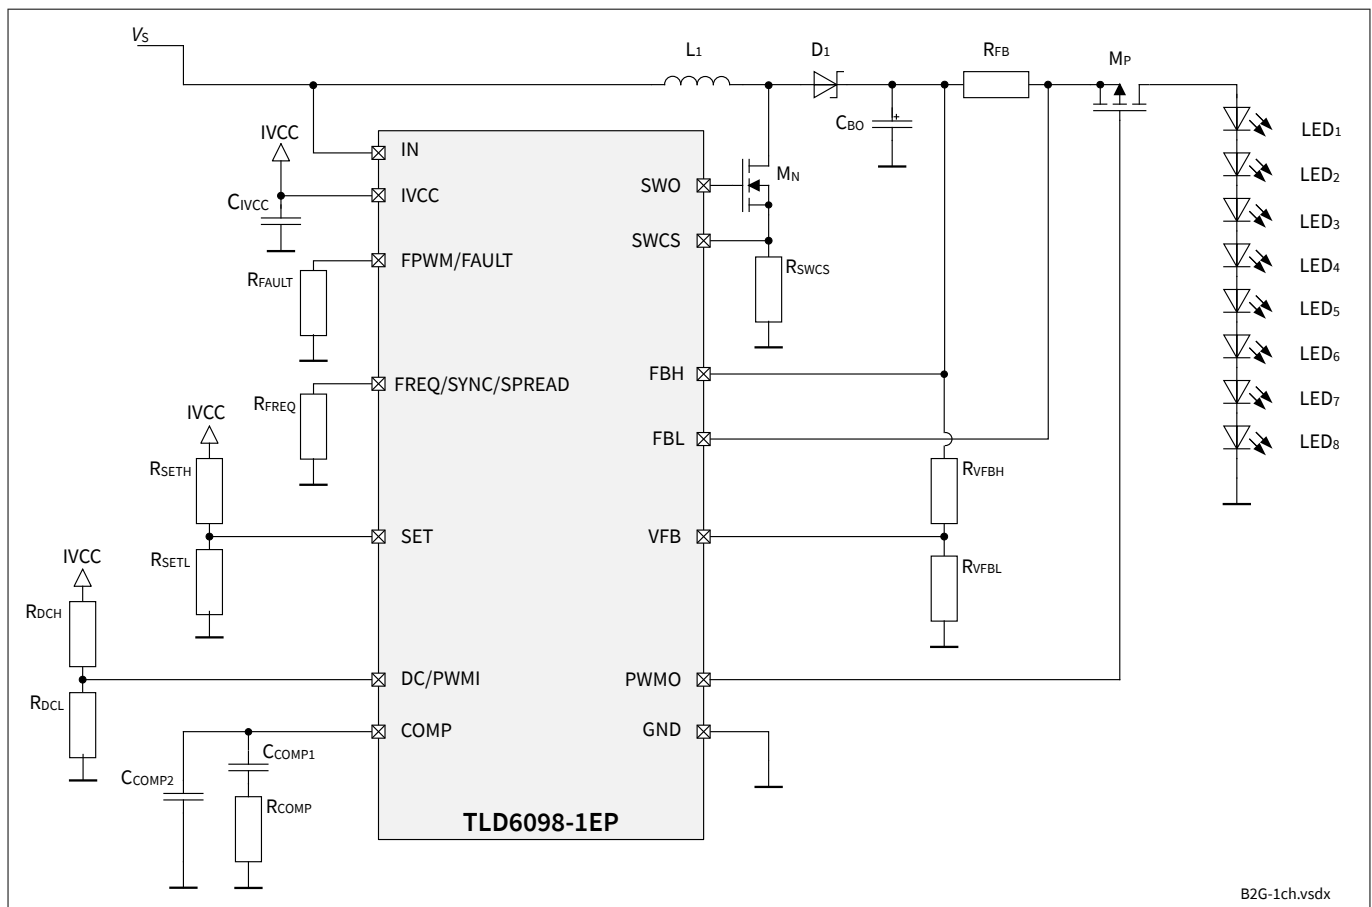 VS
L1
D1
RFB
MP
IVCC
CIVCC
RFAULT
RFREQ
IVCC
RSETH
RSETL
IVCC
RDCH
RDCL
CCOMP2
CCOMP1
RCOMP
IN
IVCC
FPWM/FAULT
FREQ/SYNC/SPREAD
SET
DC/PWMI
COMP
SWO
SWCS
FBH
FBL
VFB
PWMO
GND
TLD6098-1EP
CBO
+
MN
RSWCS
RVFBH
RVFBL
LED1
LED2
LED3
LED4
LED5
LED6
LED7
LED8
B2G-1ch.vsdx